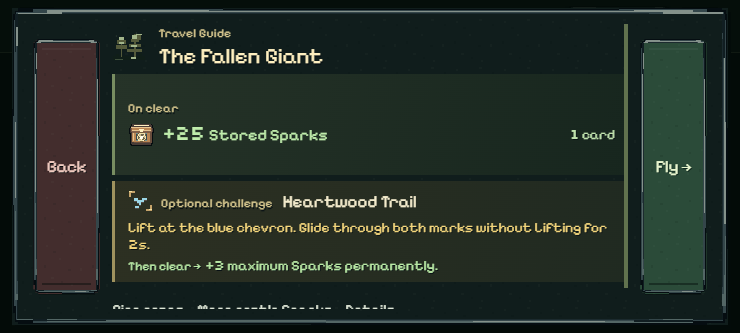 Travel Guide
The Fallen Giant
On clear
+25 Stored Sparks
1 card
Back
Fly →
Optional challenge Heartwood Trail
Lift at the blue chevron. Glide through both marks without lifting for
2s.
Then clear → +3 maximum Sparks permanently.
Details